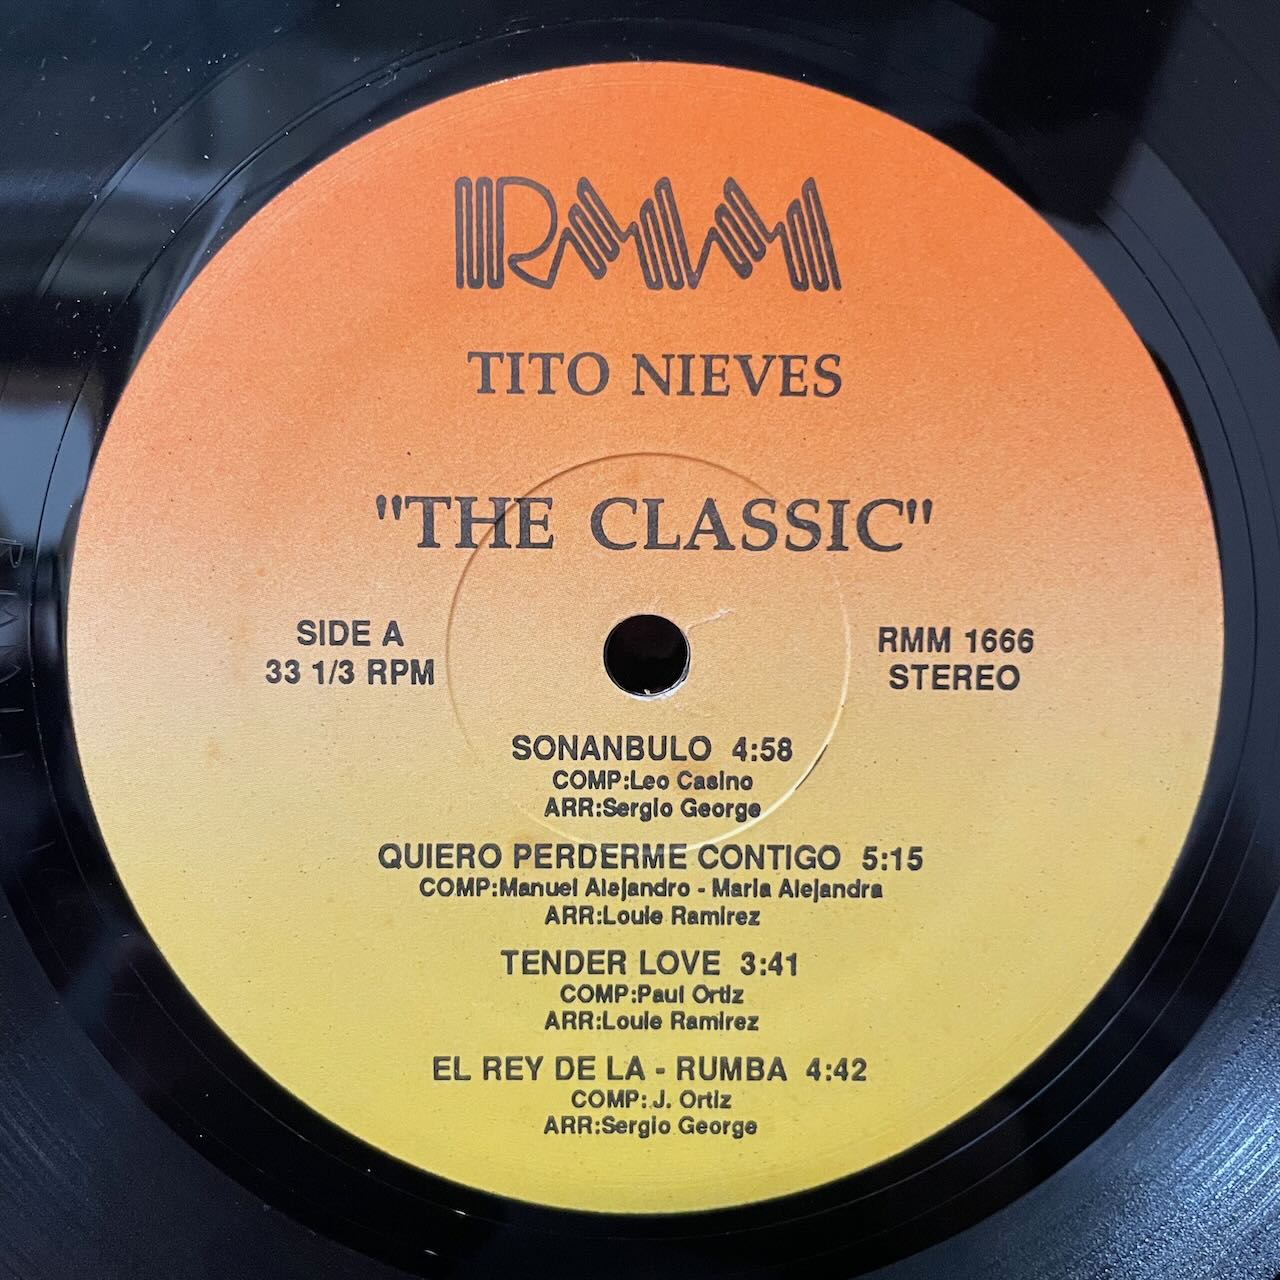 RMM
TITO NIEVES
"THE CLASSIC"
SIDE A
33 1/3 RPM
RMM 1666
STEREO
SONANBULO 4:58
COMP:Leo Casino
ARR:Sergio George
QUIERO PERDERME CONTIGO 5:15
COMP:Manuel Alejandro - Maria Alejandra
ARR:Louie Ramirez
TENDER LOVE 3:41
COMP:Paul Ortiz
ARR:Louie Ramirez
EL REY DE LA - RUMBA 4:42
COMP: J. Ortiz
ARR:Sergio George